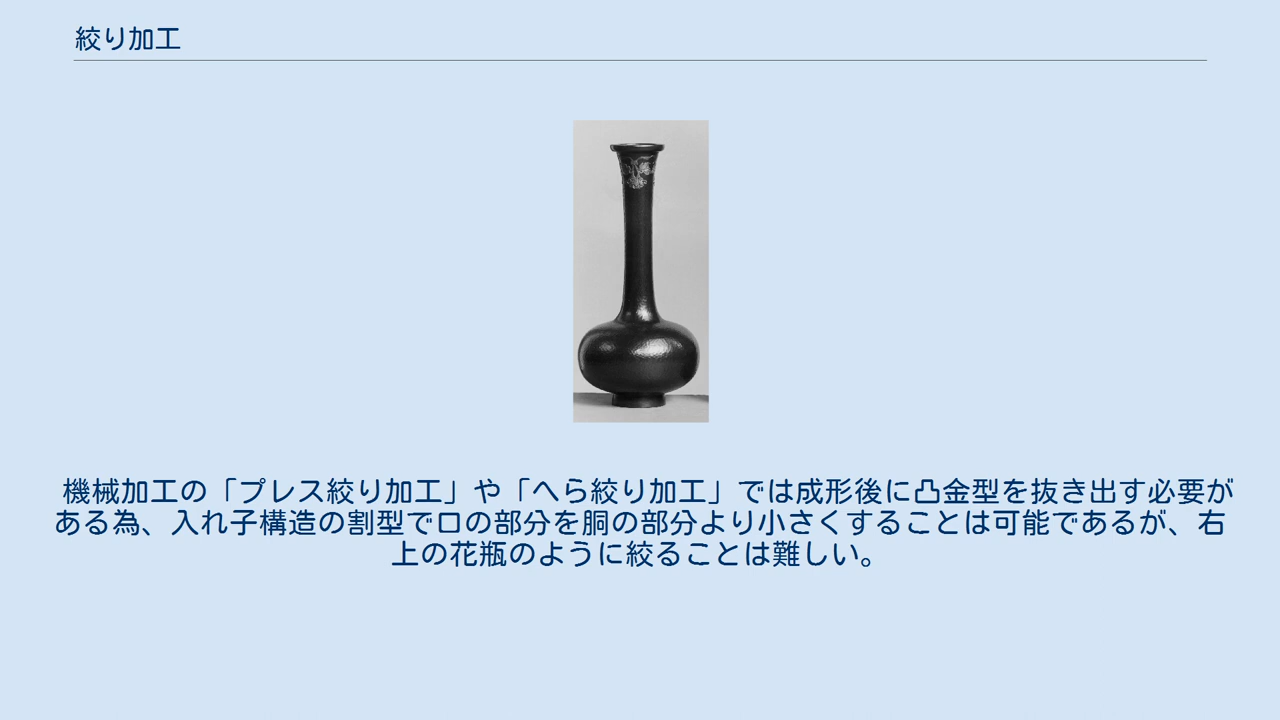 絞り加工
機械加工の「プレス絞り加工」や「へら絞り加工」では成形後に凸金型を抜き出す必要が
ある為、入れ子構造の割型で口の部分を胴の部分より小さくすることは可能であるが、右
上の花瓶のように絞ることは難しい。